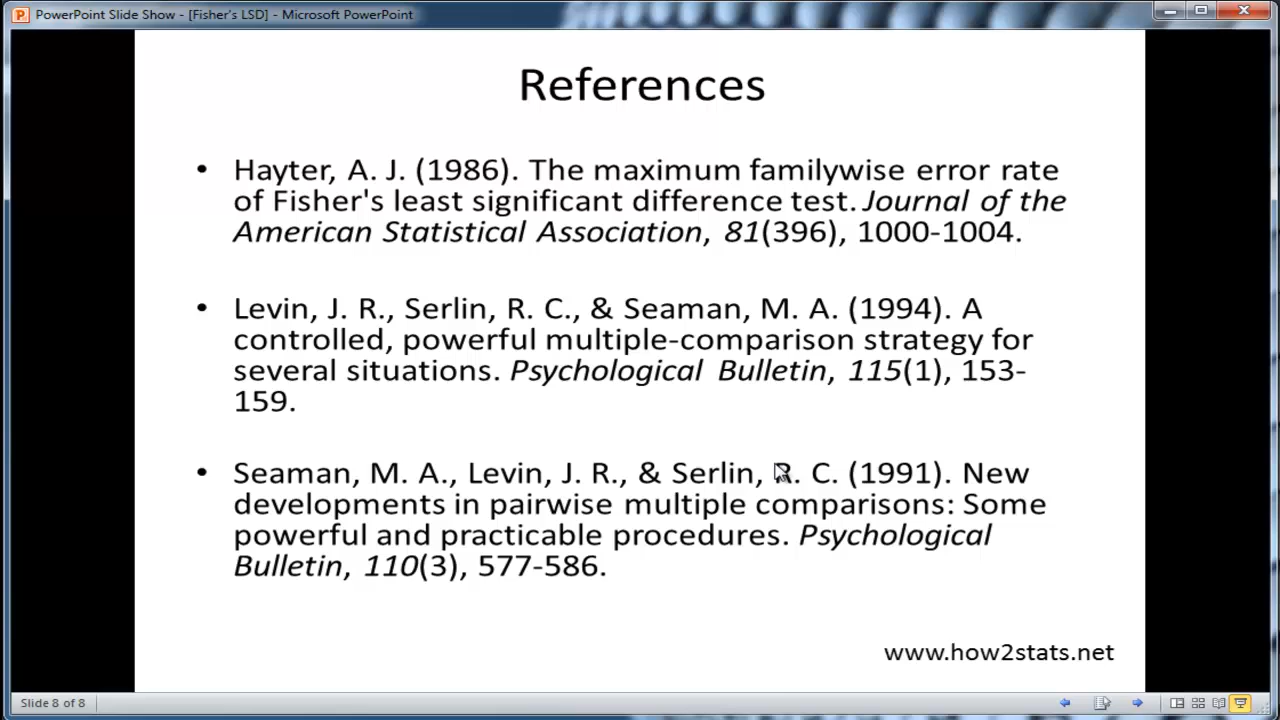 PowerPoint Slide Show - [Fisher's LSD] - Microsoft PowerPoint
References
• Hayter, A. J. (1986). The maximum familywise error rate
of Fisher's least significant difference test. Journal of the
American Statistical Association, 81(396), 1000-1004.
• Levin, J. R., Serlin, R. C., & Seaman, M. A. (1994). A
controlled, powerful multiple-comparison strategy for
several situations. Psychological Bulletin, 115(1), 153-
159.
• Seaman, M. A., Levin, J. R., & Serlin, R. C. (1991). New
developments in pairwise multiple comparisons: Some
powerful and practicable procedures. Psychological
Bulletin, 110(3), 577-586.
www.how2stats.net
Slide 8 of 8